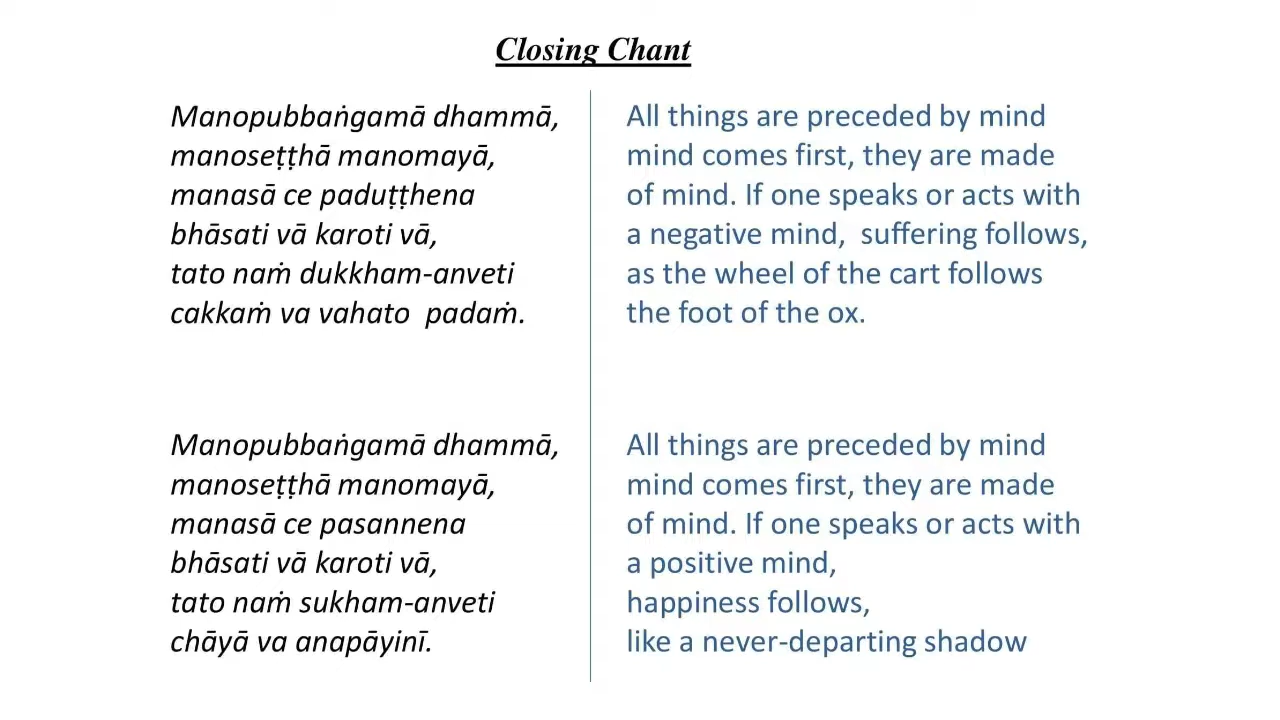 Closing Chant
Manopubbaṅgamā dhammā,
manoseṭṭhā manomayā,
manasā ce paduṭṭhena
bhāsati vā karoti vā,
tato naṁ dukkham-anveti
cakkaṁ va vahato  padaṁ.
Manopubbaṅgamā dhammā,
manoseṭṭhā manomayā,
manasā ce pasannena
bhāsati vā karoti vā,
tato naṁ sukham-anveti
chāyā va anapāyinī.
All things are preceded by mind
mind comes first, they are made
of mind. If one speaks or acts with
a negative mind,  suffering follows,
as the wheel of the cart follows
the foot of the ox.
All things are preceded by mind
mind comes first, they are made
of mind. If one speaks or acts with
a positive mind,
happiness follows,
like a never-departing shadow